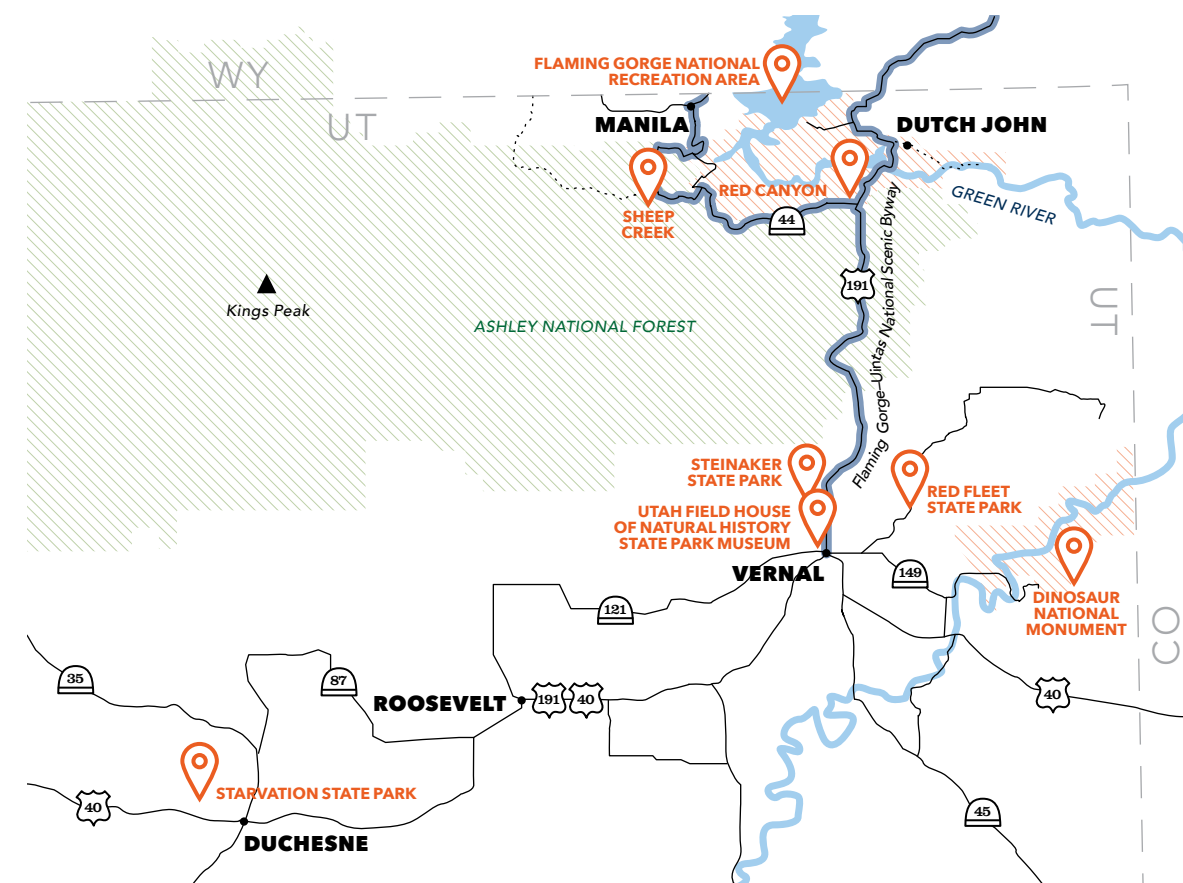 WY
UT
FLAMING GORGE NATIONAL
RECREATION AREA
MANILA
DUTCH JOHN
RED CANYON
GREEN RIVER
SHEEP
CREEK
44
191
Flaming Gorge–Uintas National Scenic Byway
UT
Kings Peak
ASHLEY NATIONAL FOREST
STEINAKER
STATE PARK
RED FLEET
STATE PARK
UTAH FIELD HOUSE
OF NATURAL HISTORY
STATE PARK MUSEUM
VERNAL
149
DINOSAUR
NATIONAL
MONUMENT
CO
121
35
87
ROOSEVELT
191
40
40
STARVATION STATE PARK
40
45
DUCHESNE